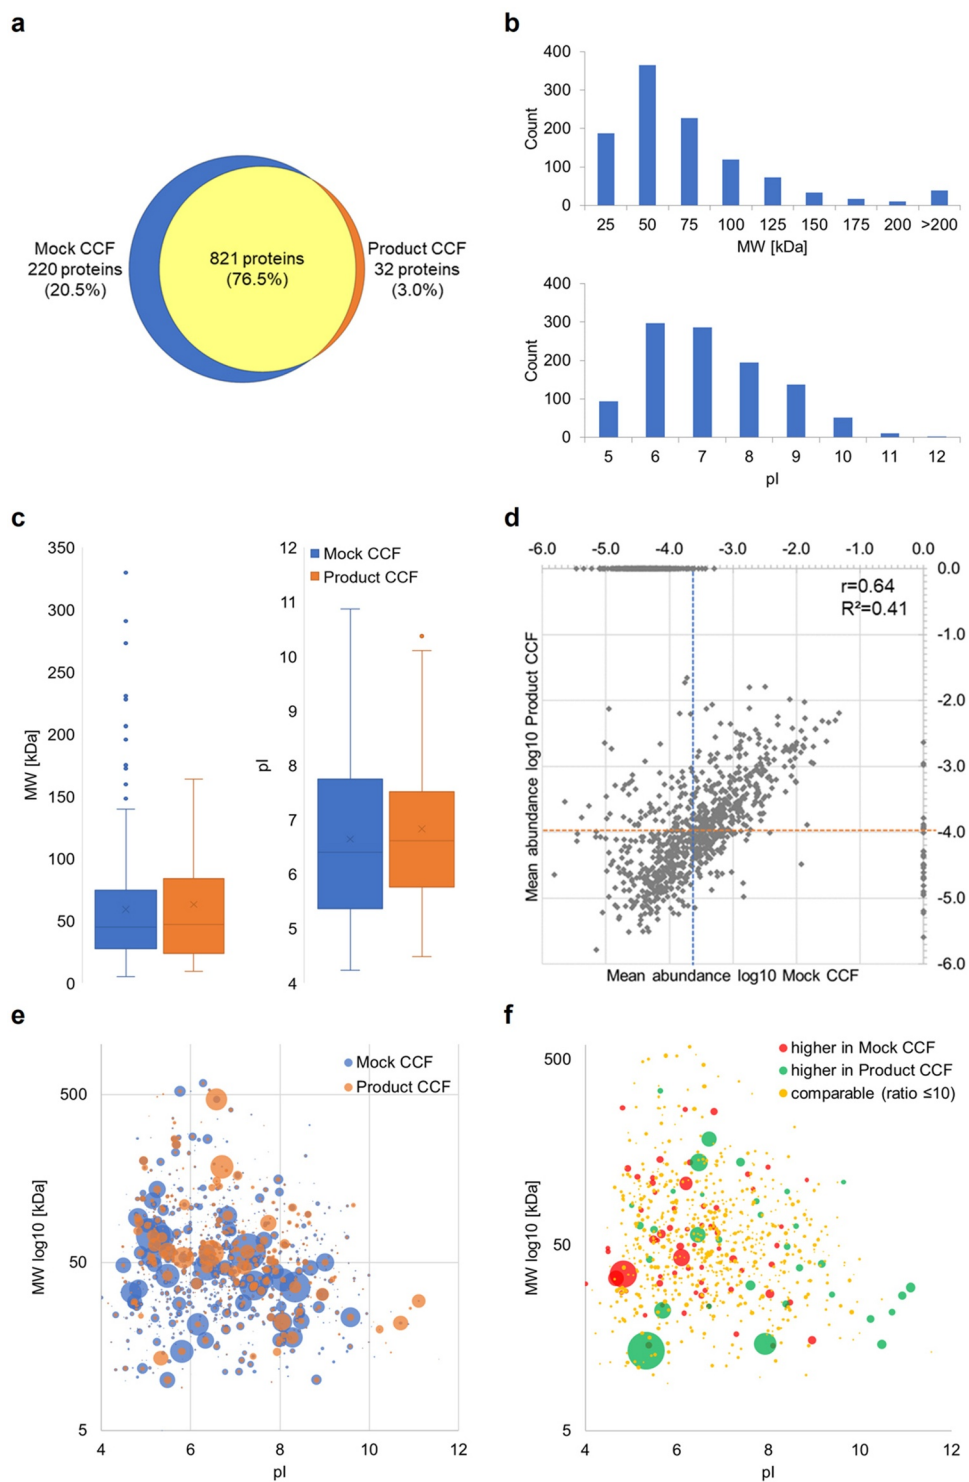 a
Mock CCF
220 proteins
(20.5%)
821 proteins
(76.5%)
Product CCF
32 proteins
(3.0%)
b
400
300
200
100
0
Count
25 50 75 100 125 150 175 200 >200
MW [kDa]
400
300
200
100
0
Count
5 6 7 8 9 10 11 12
pI
c
350
300
250
200
150
100
50
0
MW [kDa]
12
11
10
9
8
7
6
5
4
pI
Mock CCF
Product CCF
d
-6.0 -5.0 -4.0 -3.0 -2.0 -1.0 0.0
0.0
-1.0
-2.0
-3.0
-4.0
-5.0
-6.0
r=0.64
R²=0.41
Mean abundance log10 Product CCF
Mean abundance log10 Mock CCF
e
Mock CCF
Product CCF
500
50
5
MW log10 [kDa]
4 6 8 10 12
pI
f
higher in Mock CCF
higher in Product CCF
comparable (ratio ≤10)
500
50
5
MW log10 [kDa]
4 6 8 10 12
pI